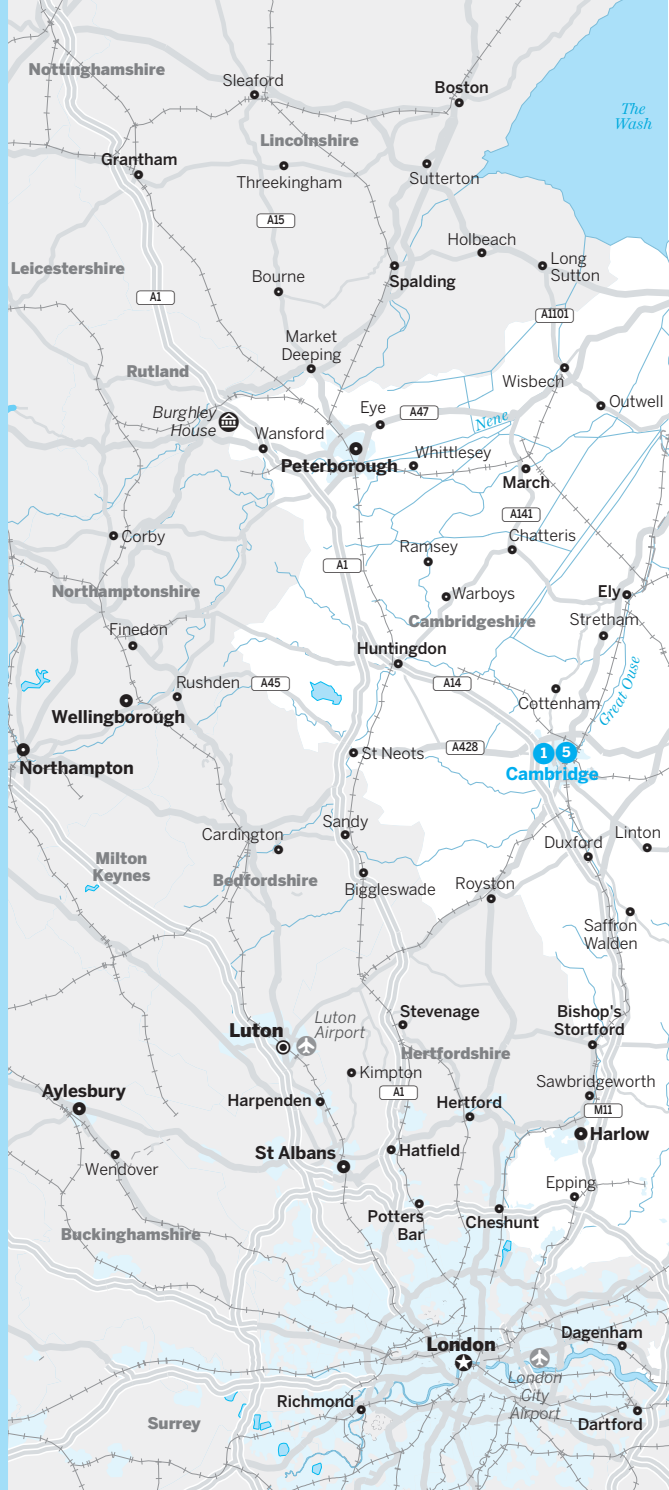 Nottinghamshire
Sleaford
Boston
The
Wash
Lincolnshire
Grantham
Threekingham
Sutterton
A15
Holbeach
Leicestershire
Long
Sutton
Bourne
Spalding
A1
A1101
Market
Deeping
Rutland
Wisbech
Burghley
House
Eye
A47
Outwell
Nene
Wansford
Peterborough
Whittlesey
March
A141
Corby
Chatteris
Ramsey
A1
Northamptonshire
Warboys
Ely
Cambridgeshire
Stretham
Finedon
Huntingdon
Rushden
A45
A14
Great Ouse
Cottenham
Wellingborough
St Neots
A428
1
5
Northampton
Cambridge
Cardington
Sandy
Linton
Duxford
Milton
Keynes
Bedfordshire
Biggleswade
Royston
Saffron
Walden
Luton
Luton
Airport
Stevenage
Bishop's
Stortford
Hertfordshire
Kimpton
Sawbridgeworth
Aylesbury
Harpenden
A1
Hertford
M11
Harlow
St Albans
Hatfield
Wendover
Epping
Potters
Bar
Cheshunt
Buckinghamshire
Dagenham
London
London
City
Airport
Richmond
Surrey
Dartford